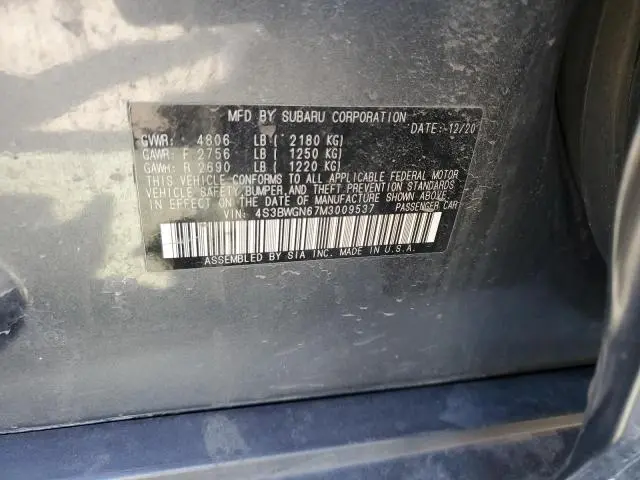 MFD BY SUBARU CORPORATION
DATE: 12/20
GVWR: 4806 LB ( 2180 KG)
GAWR: F 2756 LB ( 1250 KG)
GAWR: R 2690 LB ( 1220 KG)
THIS VEHICLE CONFORMS TO ALL APPLICABLE FEDERAL MOTOR
VEHICLE SAFETY, BUMPER, AND THEFT PREVENTION STANDARDS
IN EFFECT ON THE DATE OF MANUFACTURE SHOWN ABOVE.
VIN: 4S3BWGN67M3009537 PASSENGER CAR
ASSEMBLED BY SIA INC. MADE IN U.S.A.